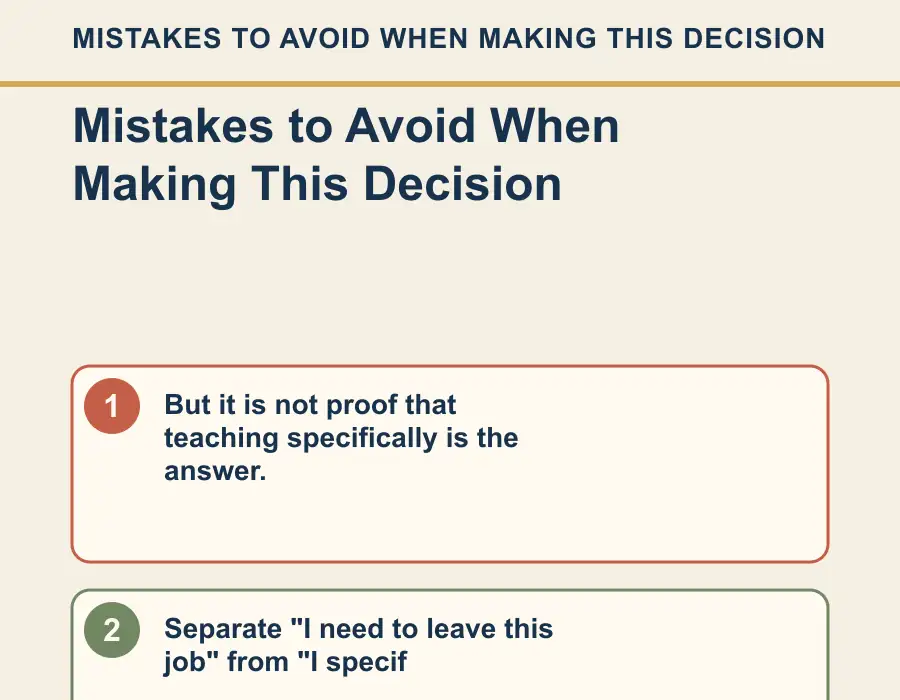 MISTAKES TO AVOID WHEN MAKING THIS DECISION
Mistakes to Avoid When
Making This Decision
1
But it is not proof that
teaching specifically is the
answer.
2
Separate "I need to leave this
job" from "I specif